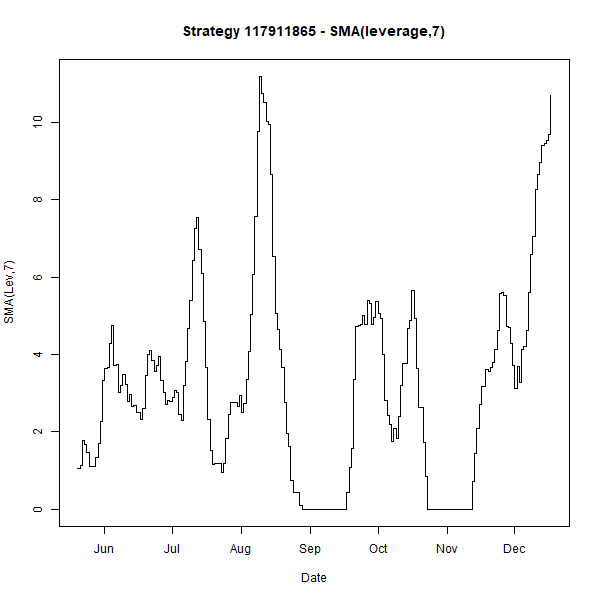 Strategy 117911865 - SMA(leverage,7)
SMA(Lev,7)
10
8
6
4
2
0
Jun Jul Aug Sep Oct Nov Dec
Date